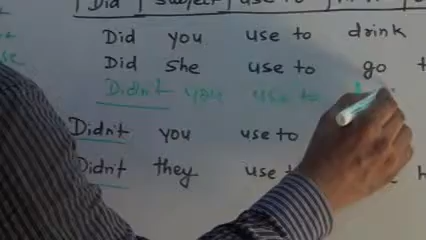 Did subject use to
Did you use to drink
Did she use to go
Didn't you use to
Didn't you use to
Didn't they use